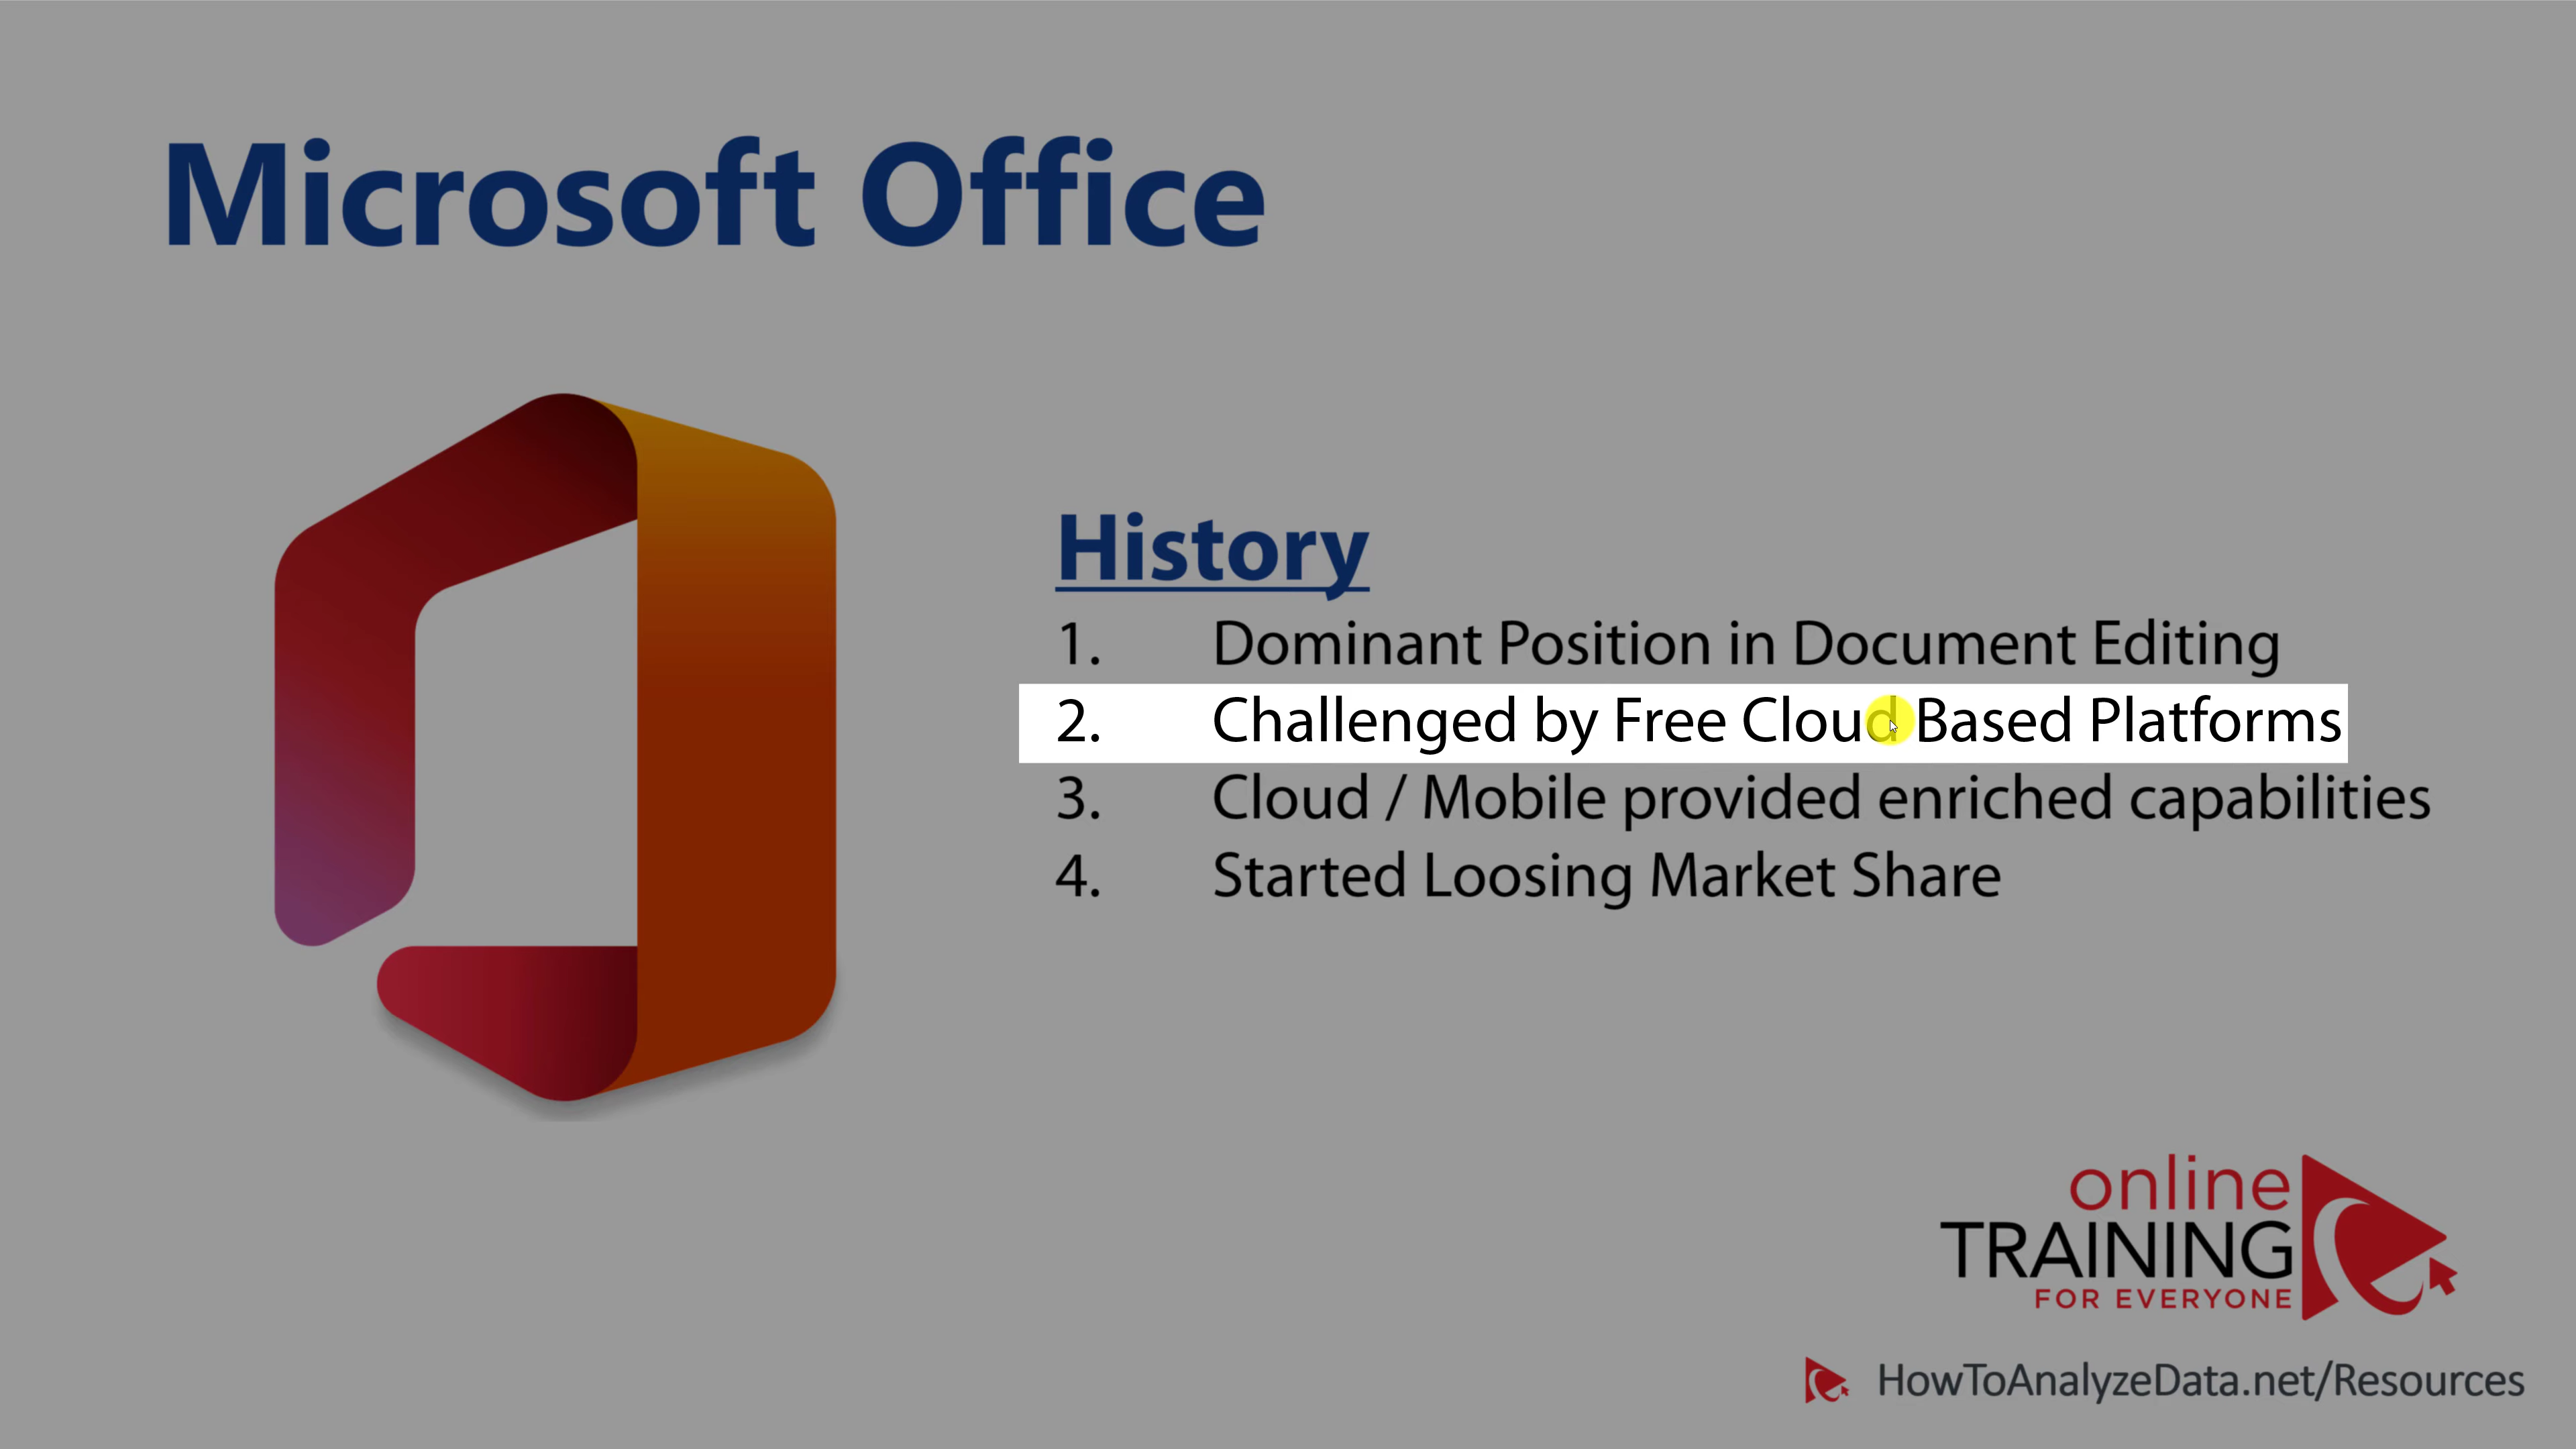 Microsoft Office
History
1. Dominant Position in Document Editing
2. Challenged by Free Cloud Based Platforms
3. Cloud / Mobile provided enriched capabilities
4. Started Loosing Market Share
online
TRAINING
FOR EVERYONE
HowToAnalyzeData.net/Resources